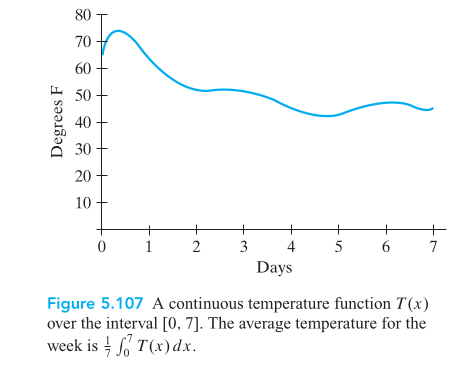 80
70
60
50
40
30
20
10
Degrees F
0 1 2 3 4 5 6 7
Days
Figure 5.107 A continuous temperature function T(x)
over the interval [0, 7]. The average temperature for the
week is 1/7 ∫₀⁷ T(x) dx.